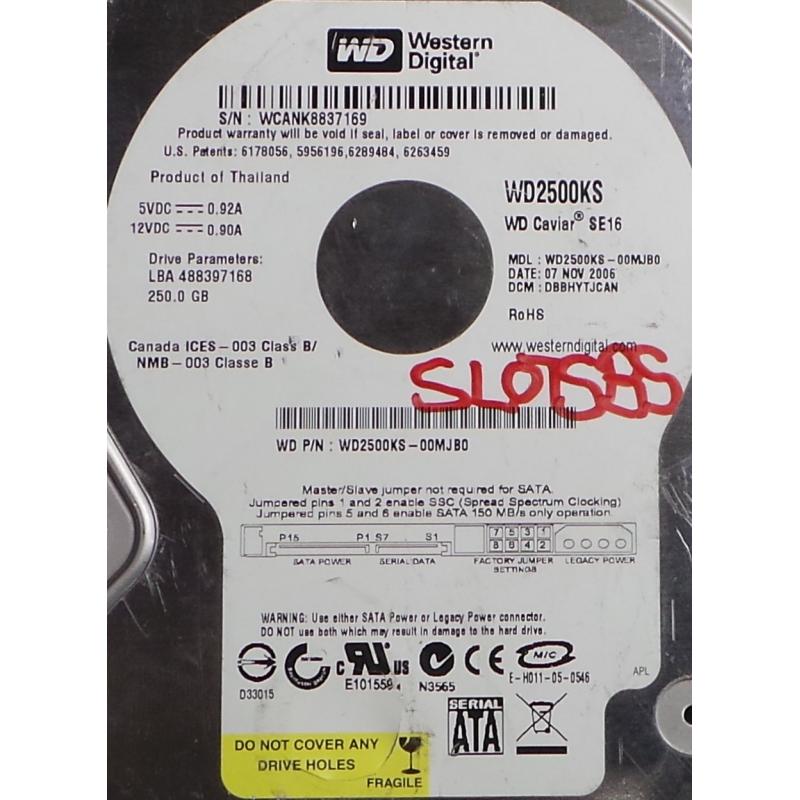 WD Western Digital®
S/N : WCANK8837169
Product warranty will be void if seal, label or cover is removed or damaged.
U.S. Patents: 6178056, 5956196,6289484, 6263459
Product of Thailand
5VDC 0.92A
12VDC 0.90A
Drive Parameters:
LBA 488397168
250.0 GB
WD2500KS
WD Caviar® SE16
MDL : WD2500KS-00MJB0
DATE: 07 NOV 2006
DCM : DBBHYTJCAN
RoHS
Canada ICES-003 Class B/
NMB-003 Classe B
www.westerndigital.com
WD P/N : WD2500KS-00MJB0
Master/Slave jumper not required for SATA.
Jumpered pins 1 and 2 enable SSC (Spread Spectrum Clocking)
Jumpered pins 5 and 6 enable SATA 150 MB/s only operation.
P15 P1 S7 S1
7 5 3 1
8 6 4 2
SATA POWER SERIAL DATA FACTORY JUMPER SETTINGS LEGACY POWER
WARNING: Use either SATA Power or Legacy Power connector.
DO NOT use both which may result in damage to the hard drive.
c RU us CE MIC
D33015 E101559 N3565 E-H011-05-0546
APL
SERIAL
ATA
DO NOT COVER ANY
DRIVE HOLES
FRAGILE